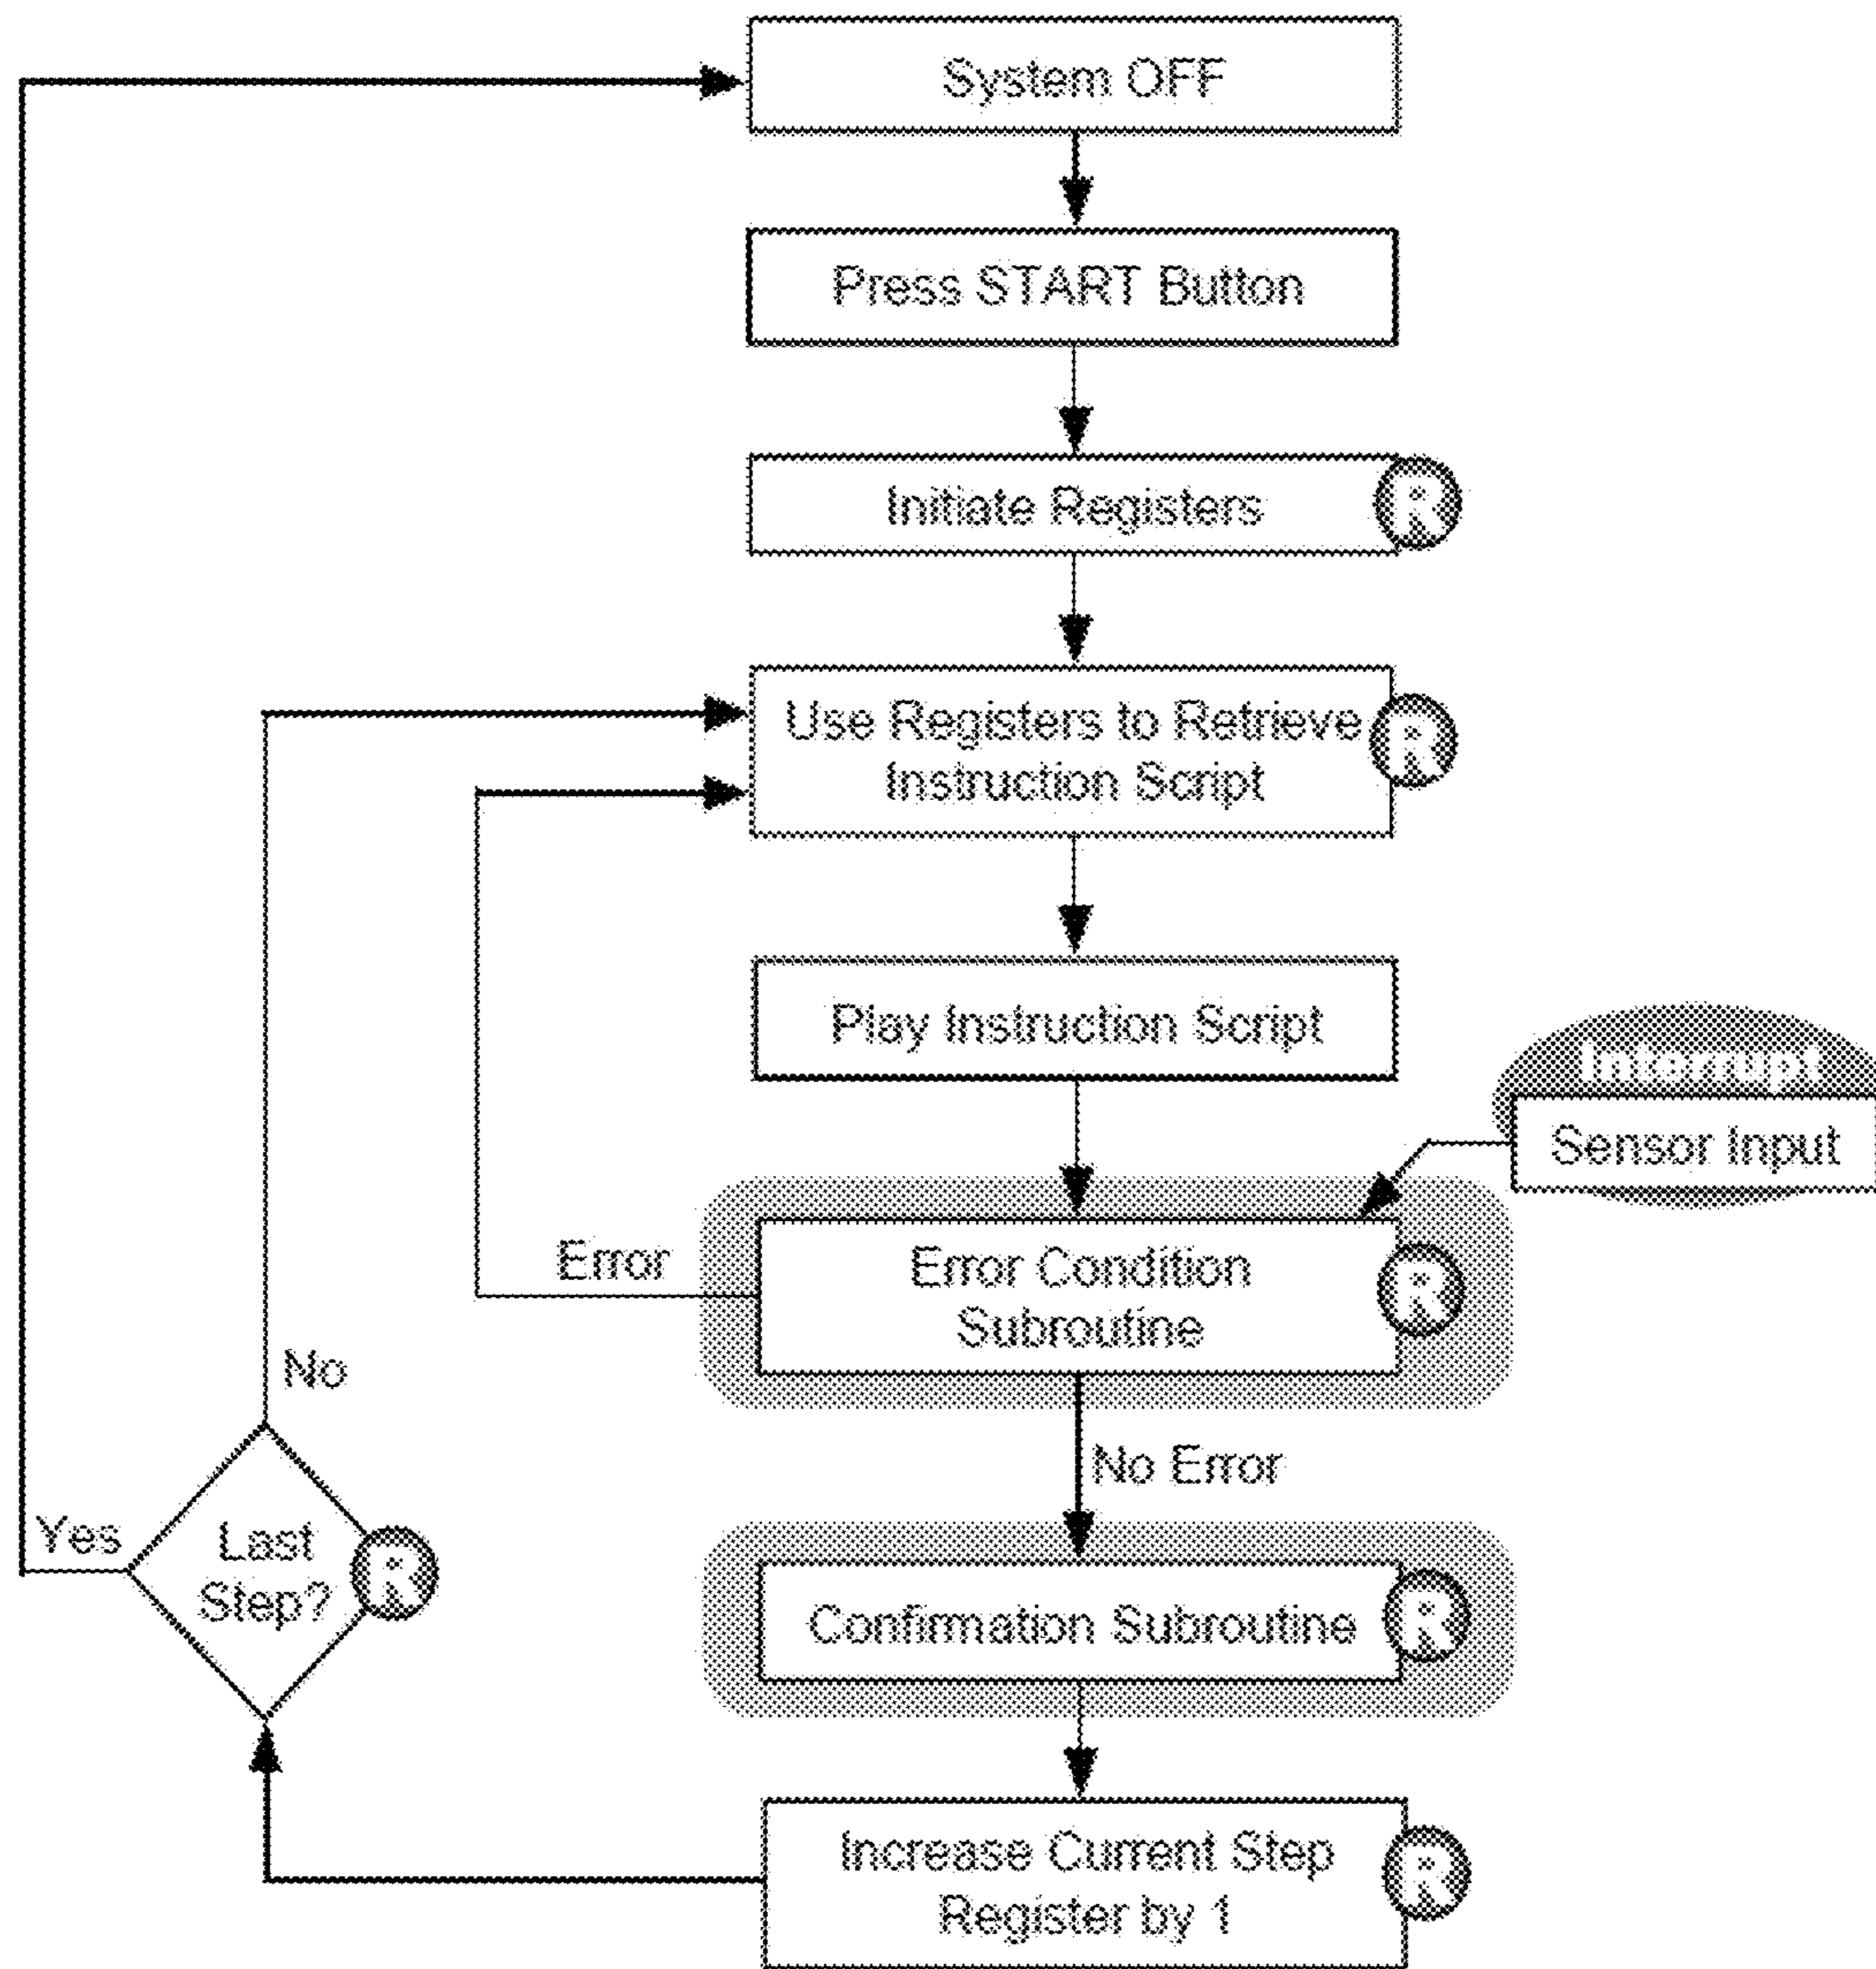 System OFF
Press START Button
Initiate Registers
R
Use Registers to Retrieve
Instruction Script
R
Play Instruction Script
Interrupt
Sensor Input
Error
Error Condition
Subroutine
R
No
No Error
Yes
Last
Step?
R
Confirmation Subroutine
R
Increase Current Step
Register by 1
R